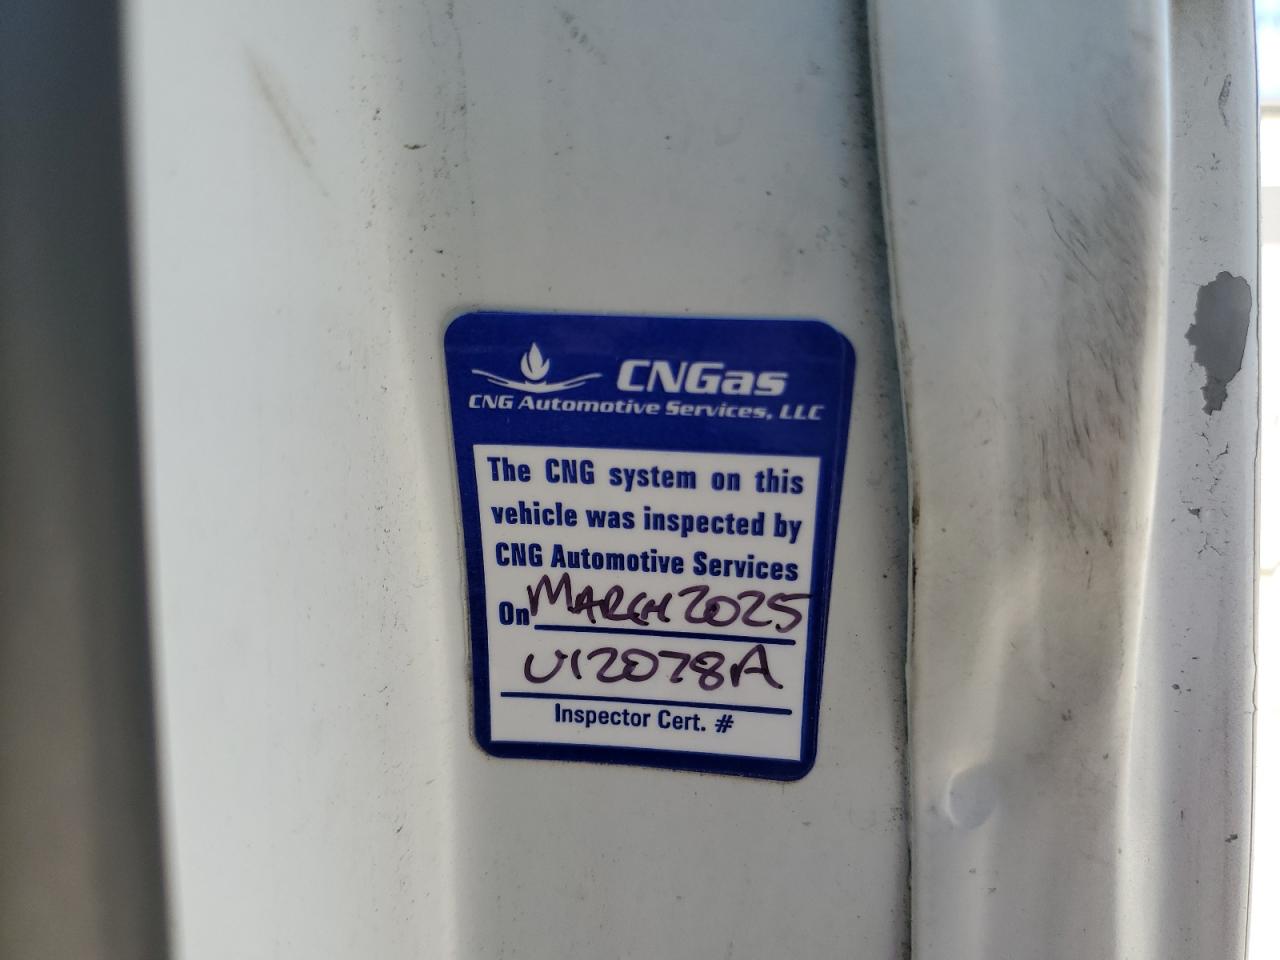 CNGas
CNG Automotive Services, LLC
The CNG system on this
vehicle was inspected by
CNG Automotive Services
On MARCH 2025
U12078A
Inspector Cert. #